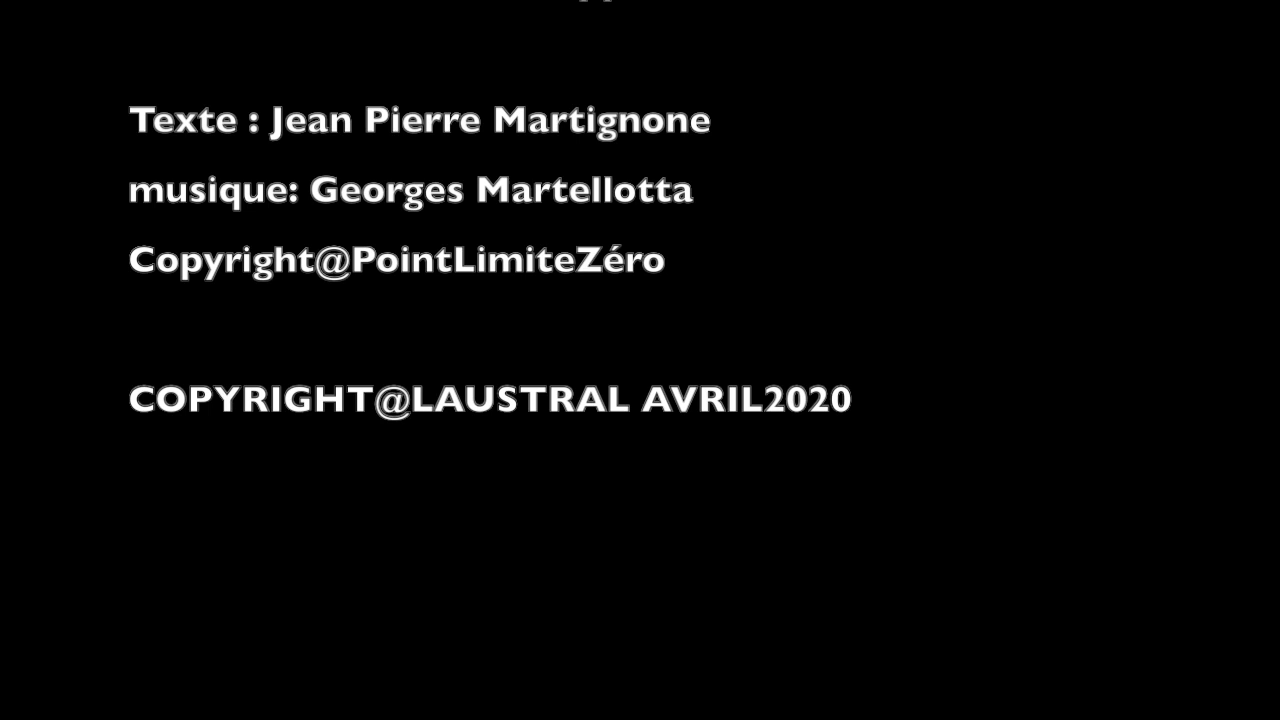 Texte : Jean Pierre Martignone
musique: Georges Martellotta
Copyright@PointLimiteZéro
COPYRIGHT@LAUSTRAL AVRIL2020